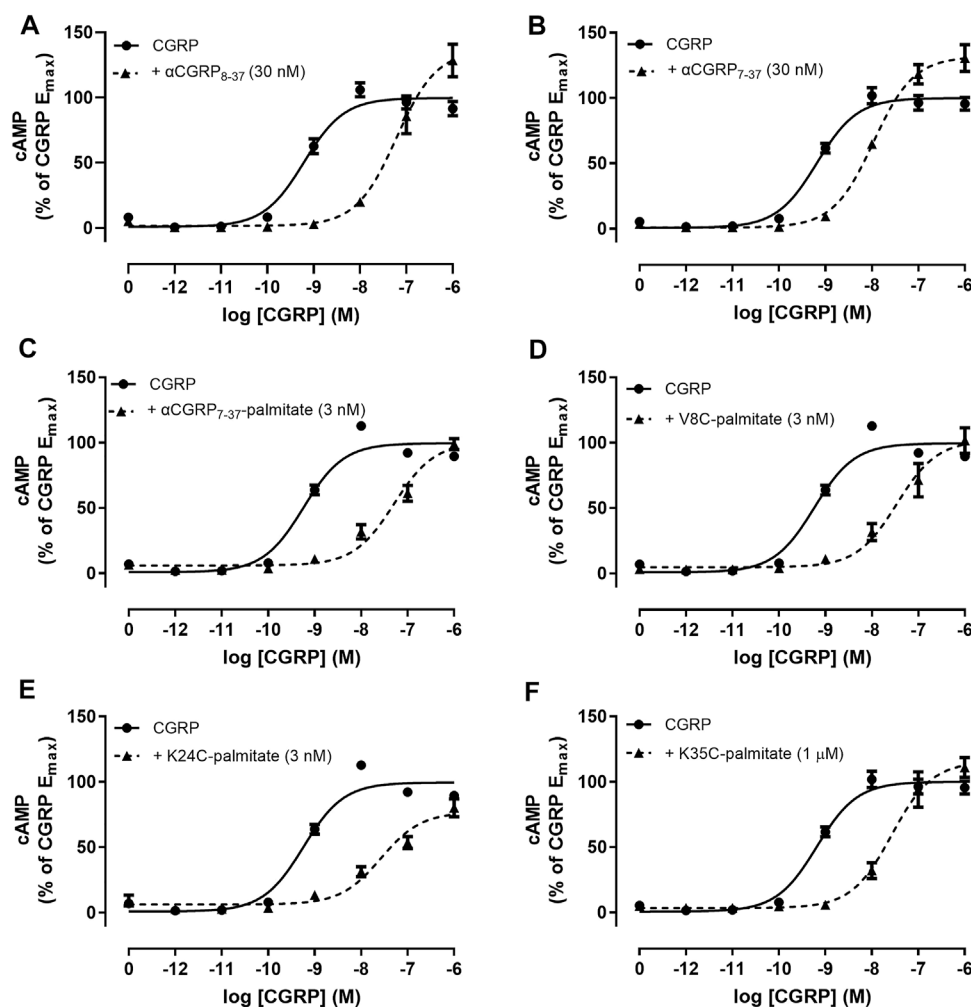 A
CGRP
+ αCGRP8-37 (30 nM)
cAMP
(% of CGRP Emax)
150
100
50
0
0 -12 -11 -10 -9 -8 -7 -6
log [CGRP] (M)
B
CGRP
+ αCGRP7-37 (30 nM)
cAMP
(% of CGRP Emax)
150
100
50
0
0 -12 -11 -10 -9 -8 -7 -6
log [CGRP] (M)
C
CGRP
+ αCGRP7-37-palmitate (3 nM)
cAMP
(% of CGRP Emax)
150
100
50
0
0 -12 -11 -10 -9 -8 -7 -6
log [CGRP] (M)
D
CGRP
+ V8C-palmitate (3 nM)
cAMP
(% of CGRP Emax)
150
100
50
0
0 -12 -11 -10 -9 -8 -7 -6
log [CGRP] (M)
E
CGRP
+ K24C-palmitate (3 nM)
cAMP
(% of CGRP Emax)
150
100
50
0
0 -12 -11 -10 -9 -8 -7 -6
log [CGRP] (M)
F
CGRP
+ K35C-palmitate (1 μM)
cAMP
(% of CGRP Emax)
150
100
50
0
0 -12 -11 -10 -9 -8 -7 -6
log [CGRP] (M)